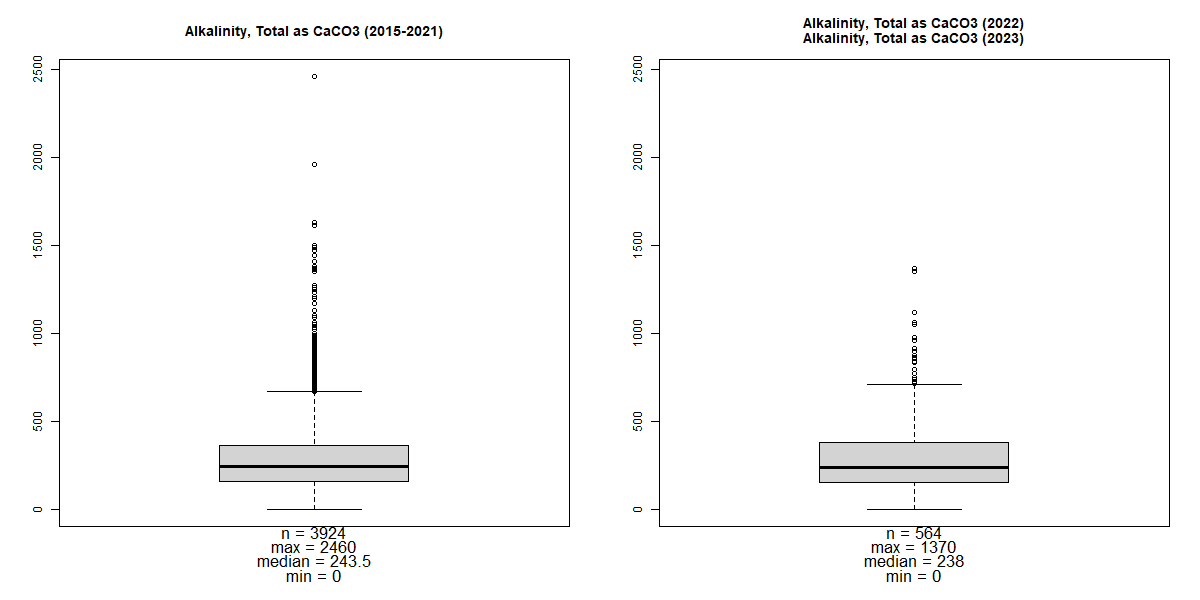 Alkalinity, Total as CaCO3 (2015-2021)
2500
2000
1500
1000
500
0
n = 3924
max = 2460
median = 243.5
min = 0
Alkalinity, Total as CaCO3 (2022)
Alkalinity, Total as CaCO3 (2023)
2500
2000
1500
1000
500
0
n = 564
max = 1370
median = 238
min = 0